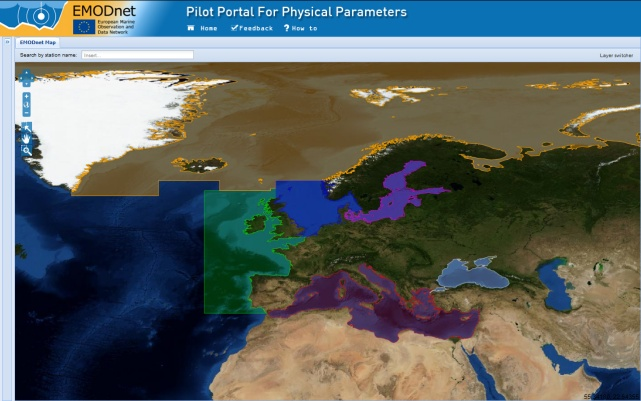 EMODnet
European Marine
Observation and
Data Network
Pilot Portal For Physical Parameters
Home Feedback ? How to
EMODnet Map
Search by station name: Insert
Layer switcher